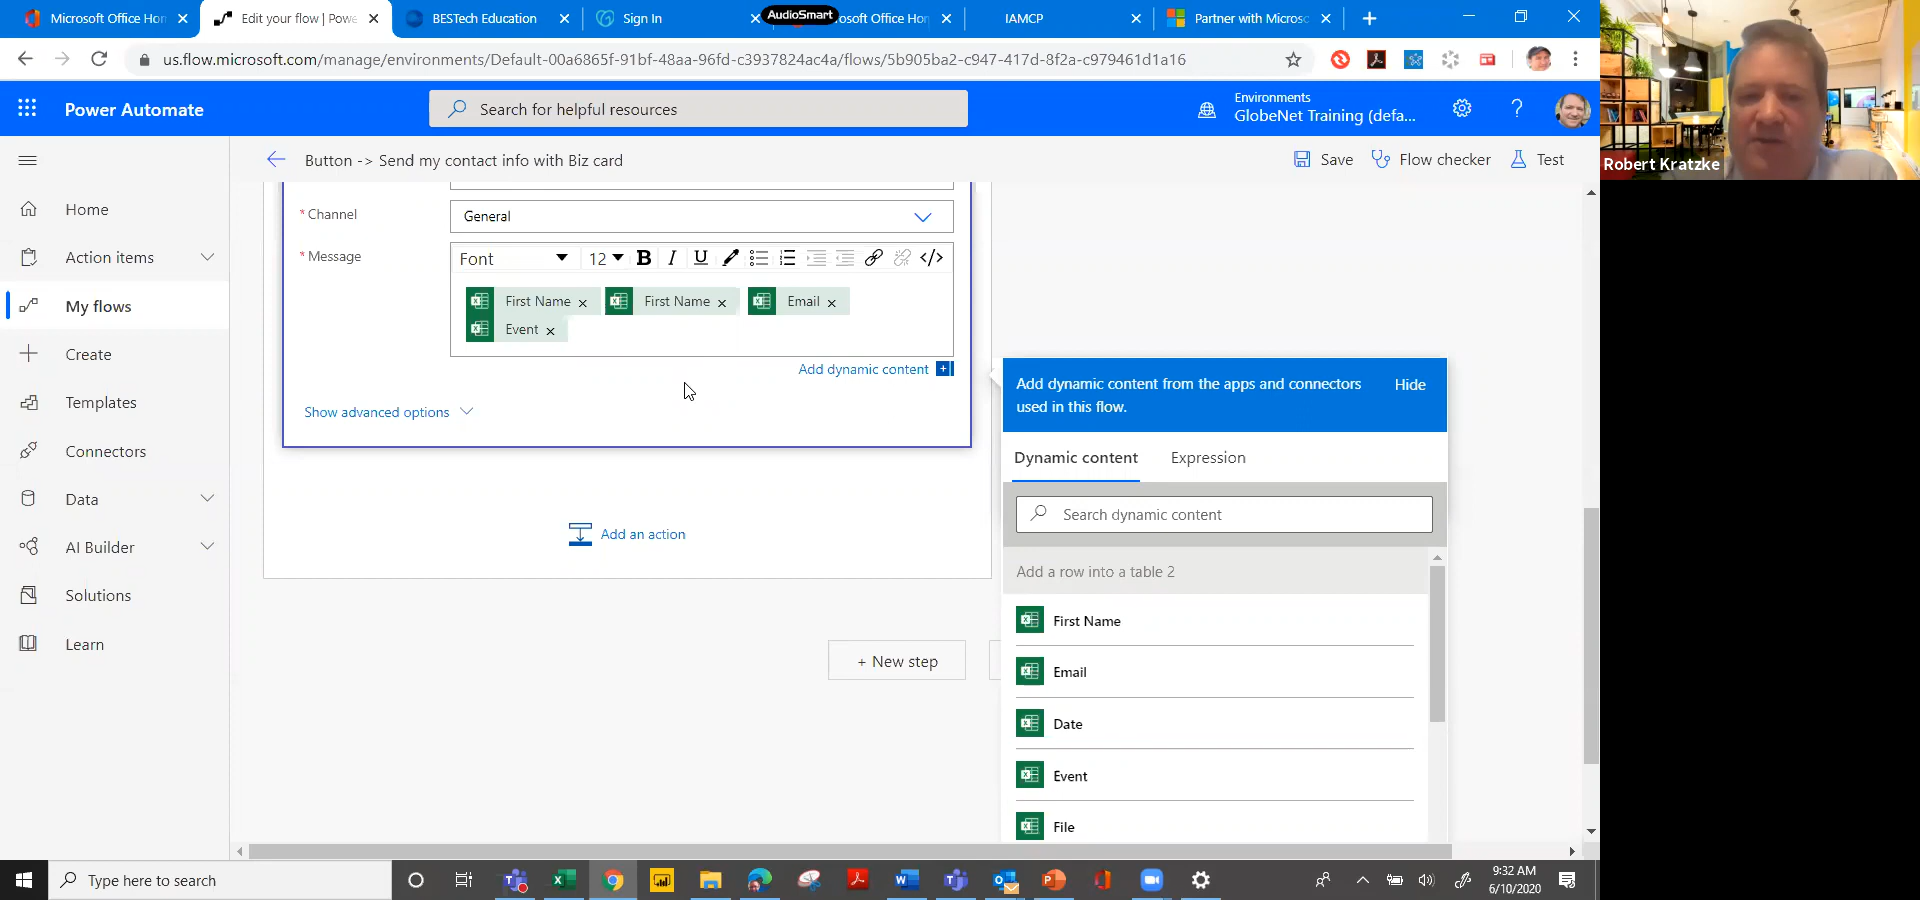 Microsoft Office Hon
Edit your flow | Powe
BESTech Education
Sign In
AudioSmart
osoft Office Hon
IAMCP
Partner with Microso
us.flow.microsoft.com/manage/environments/Default-00a6865f-91bf-48aa-96fd-c3937824ac4a/flows/5b905ba2-c947-417d-8f2a-c979461d1a16
Power Automate
Search for helpful resources
Environments
GlobeNet Training (defa...
Robert Kratzke
Button -> Send my contact info with Biz card
Save
Flow checker
Test
Home
Action items
My flows
Create
Templates
Connectors
Data
AI Builder
Solutions
Learn
* Channel
General
* Message
Font
12
B I U
First Name
First Name
Email
Event
Add dynamic content
Show advanced options
Add an action
+ New step
Add dynamic content from the apps and connectors
used in this flow.
Hide
Dynamic content
Expression
Search dynamic content
Add a row into a table 2
First Name
Email
Date
Event
File
Type here to search
9:32 AM
6/10/2020